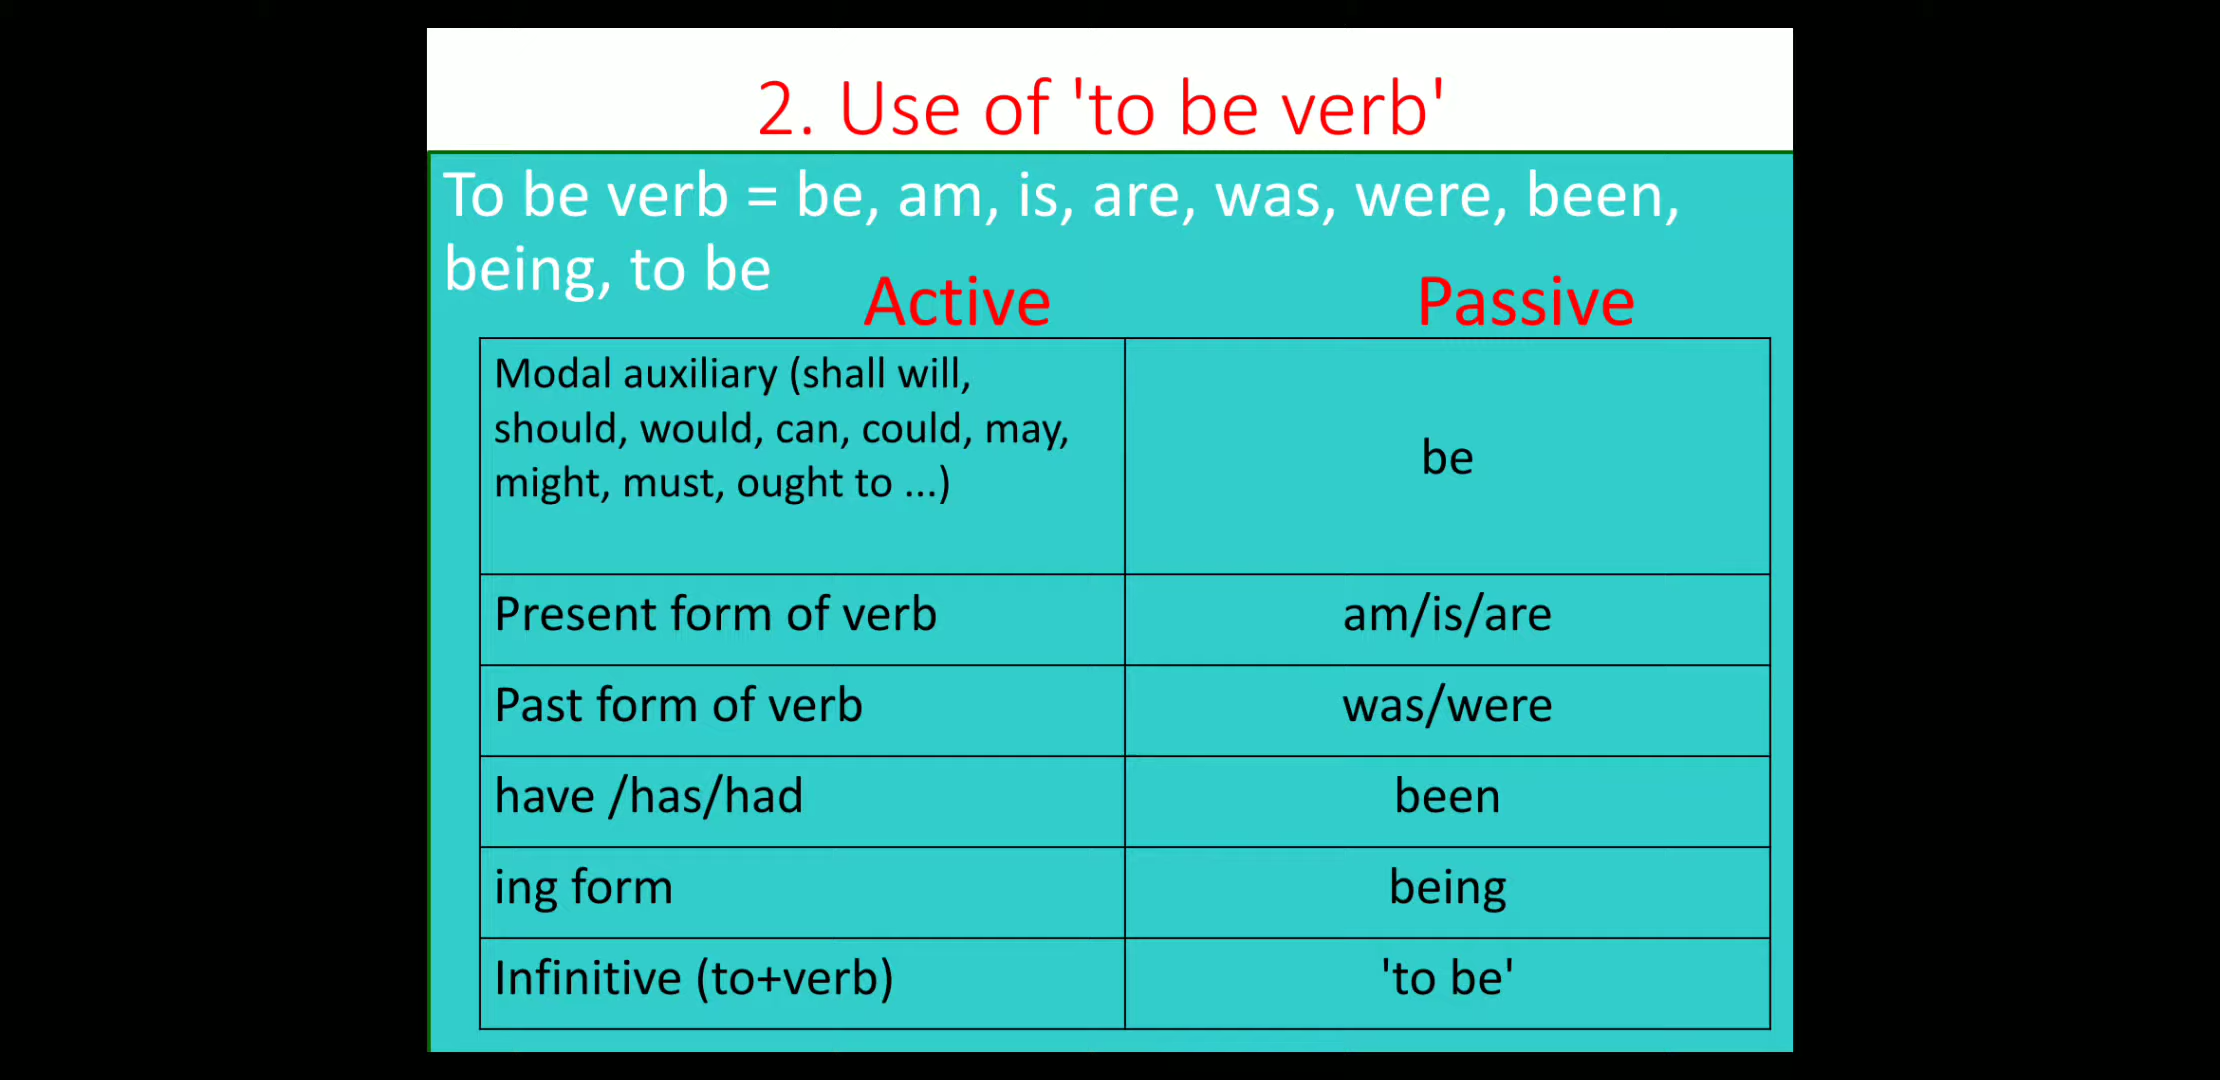 2. Use of 'to be verb'
To be verb = be, am, is, are, was, were, been,
being, to be
Active Passive
Modal auxiliary (shall will,
should, would, can, could, may,
might, must, ought to ...)
be
Present form of verb am/is/are
Past form of verb was/were
have /has/had been
ing form being
Infinitive (to+verb) 'to be'